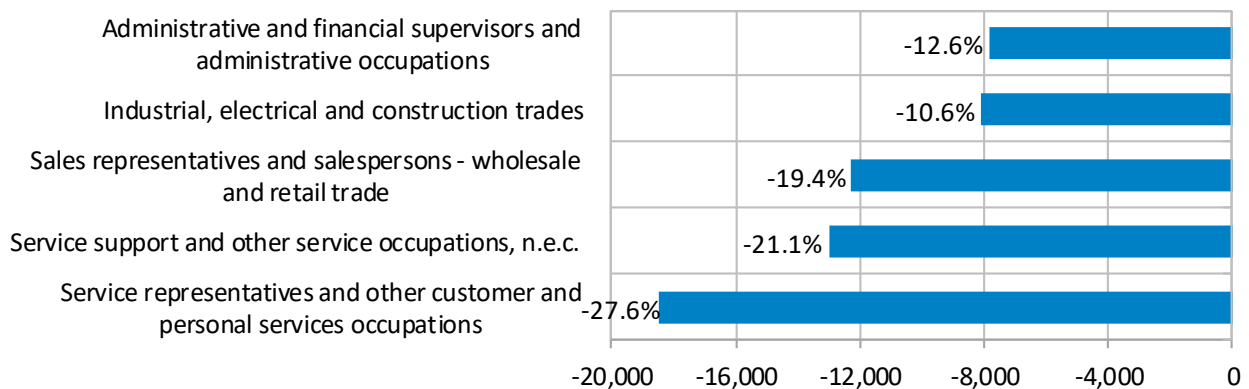 Administrative and financial supervisors and
administrative occupations
-12.6%
Industrial, electrical and construction trades
-10.6%
Sales representatives and salespersons - wholesale
and retail trade
-19.4%
Service support and other service occupations, n.e.c.
-21.1%
Service representatives and other customer and
personal services occupations
-27.6%
-20,000 -16,000 -12,000 -8,000 -4,000 0